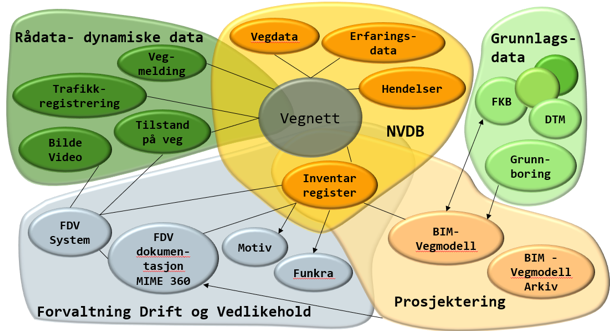 Rådata- dynamiske data
Veg-
melding
Trafikk-
registrering
Tilstand
på veg
Bilde
Video
Vegdata
Erfarings-
data
Hendelser
Vegnett
NVDB
Inventar
register
Grunnlags-
data
FKB
DTM
Grunn-
boring
FDV
System
FDV
dokumen-
tasjon
MIME 360
Motiv
Funkra
Forvaltning Drift og Vedlikehold
BIM-
Vegmodell
BIM -
Vegmodell
Arkiv
Prosjektering